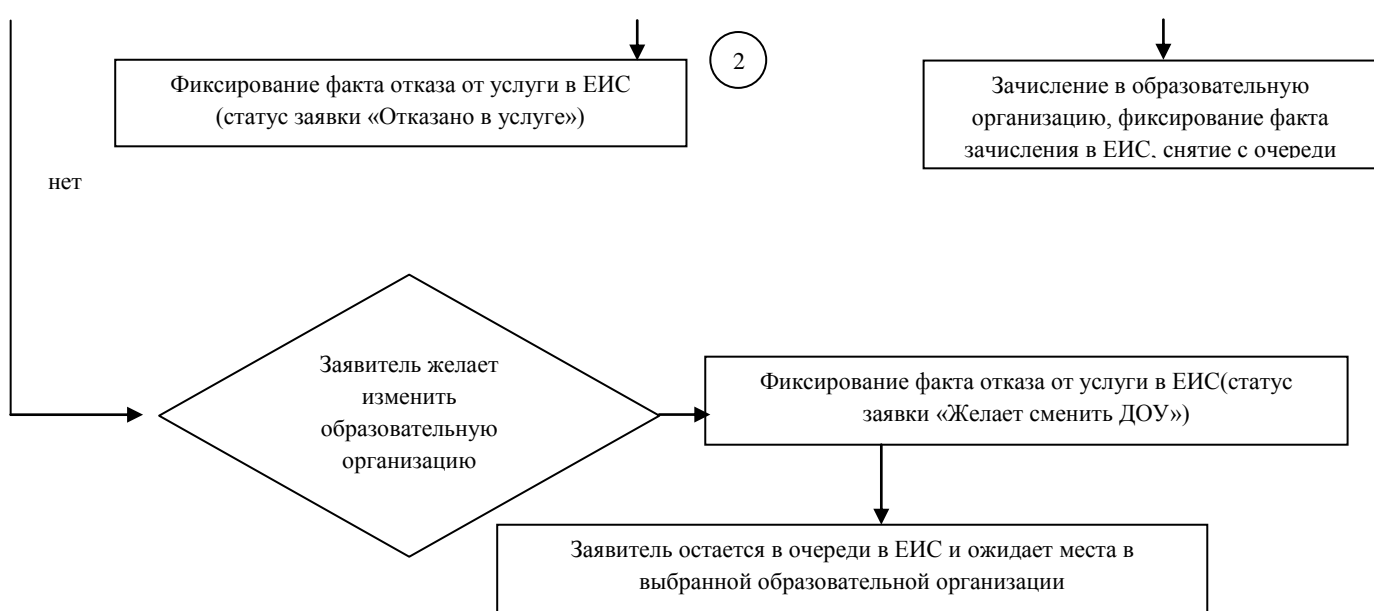 2
Фиксирование факта отказа от услуги в ЕИС
(статус заявки «Отказано в услуге»)
Зачисление в образовательную
организацию, фиксирование факта
зачисления в ЕИС, снятие с очереди
нет
Заявитель желает
изменить
образовательную
организацию
Фиксирование факта отказа от услуги в ЕИС(статус
заявки «Желает сменить ДОУ»)
Заявитель остается в очереди в ЕИС и ожидает места в
выбранной образовательной организации